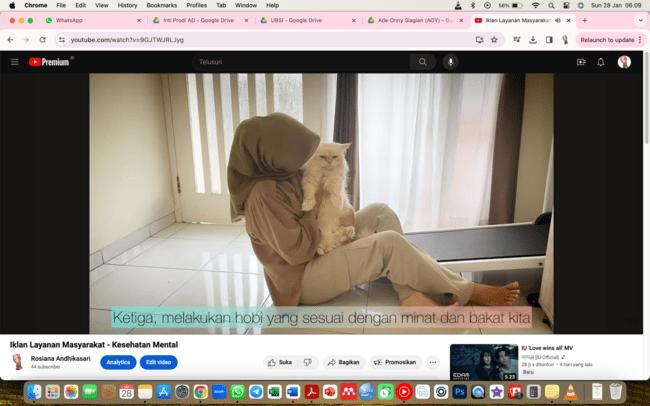 Chrome File Edit View History Bookmarks Profiles Tab Window Help 56% Sun 28 Jan 06.09
WhatsApp
Inti Prodi AD - Google Drive
UBSI - Google Drive
Ade Onny Siagian (AOY) -
Iklan Layanan Masyarakat
youtube.com/watch?v=9GJTWJRLJyg
Relaunch to update
Premium
Telusuri
Ketiga, melakukan hobi yang sesuai dengan minat dan bakat kita
Iklan Layanan Masyarakat - Kesehatan Mental
Rosiana Andhikasari
44 subscriber
Analytics
Edit video
Suka
Bagikan
Promosikan
IU 'Love wins all' MV
이지금 [IU Official]
28 jt x ditonton • 4 hari yang lalu
Baru
EDAM
5:23
28